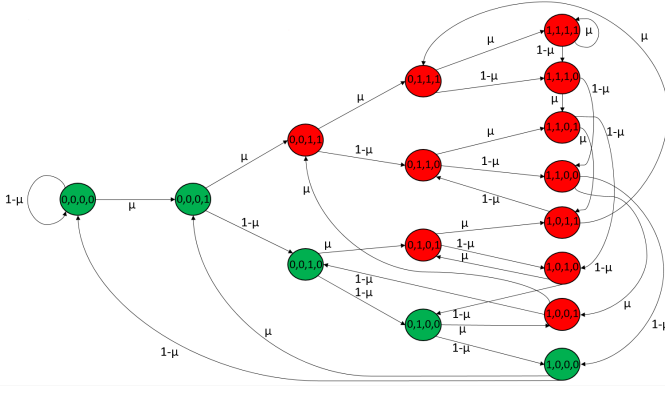 1,1,1,1
μ
μ
μ
1-μ
1,1,1,0
0,1,1,1
1-μ
1-μ
μ
μ
1,1,0,1
μ
1-μ
0,0,1,1
μ
1-μ
0,1,1,0
1-μ
1,1,0,0
μ
μ
1-μ
0,0,0,0
1-μ
μ
0,0,0,1
1-μ
μ
1,0,1,1
μ
0,1,0,1
1-μ
μ
0,0,1,0
1,0,1,0
1-μ
1-μ
1-μ
μ
1,0,0,1
1-μ
0,1,0,0
μ
1-μ
1-μ
μ
1-μ
1,0,0,0